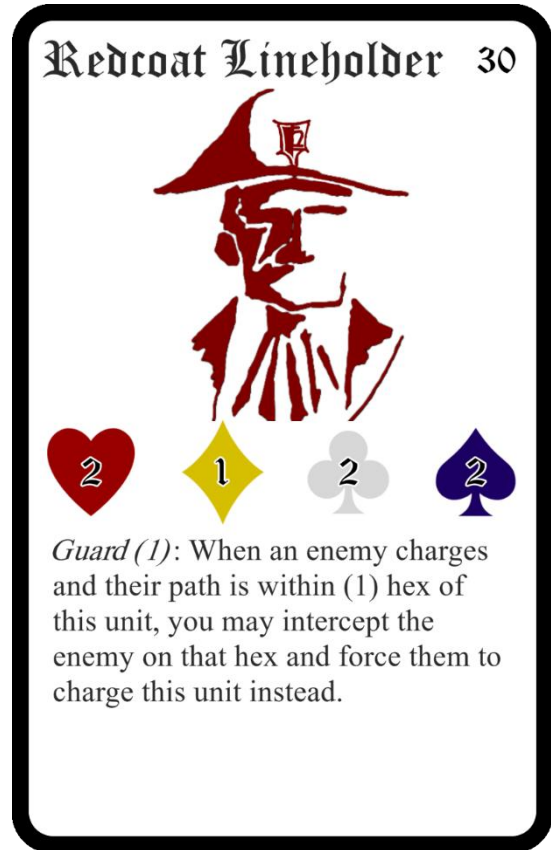 Redcoat Lineholder 30
2 1 2 2
Guard (1): When an enemy charges
and their path is within (1) hex of
this unit, you may intercept the
enemy on that hex and force them to
charge this unit instead.